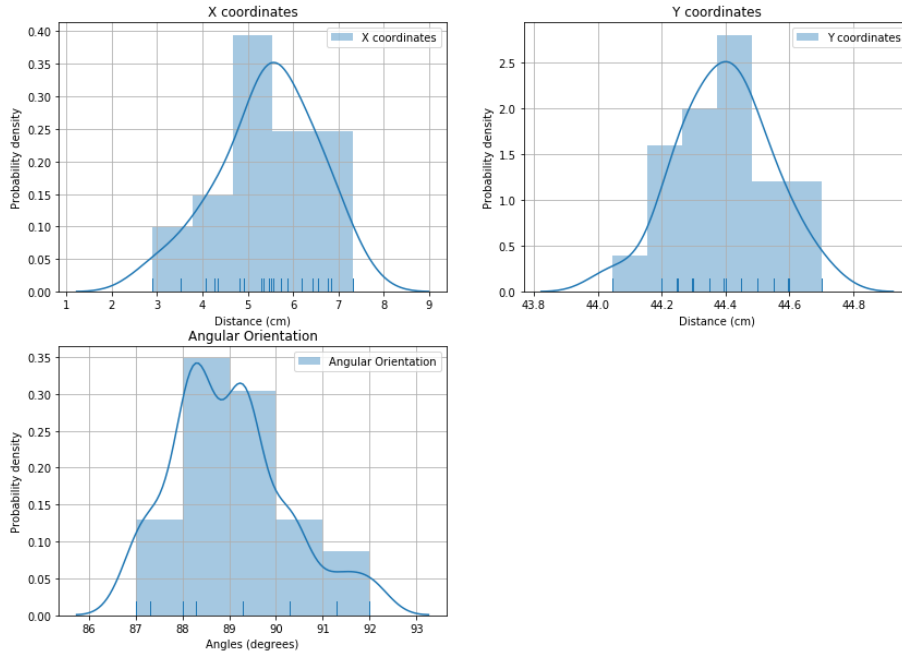 X coordinates
X coordinates
Probability density
0.40
0.35
0.30
0.25
0.20
0.15
0.10
0.05
0.00
1 2 3 4 5 6 7 8 9
Distance (cm)
Y coordinates
Y coordinates
Probability density
2.5
2.0
1.5
1.0
0.5
0.0
43.8 44.0 44.2 44.4 44.6 44.8
Distance (cm)
Angular Orientation
Angular Orientation
Probability density
0.35
0.30
0.25
0.20
0.15
0.10
0.05
0.00
86 87 88 89 90 91 92 93
Angles (degrees)